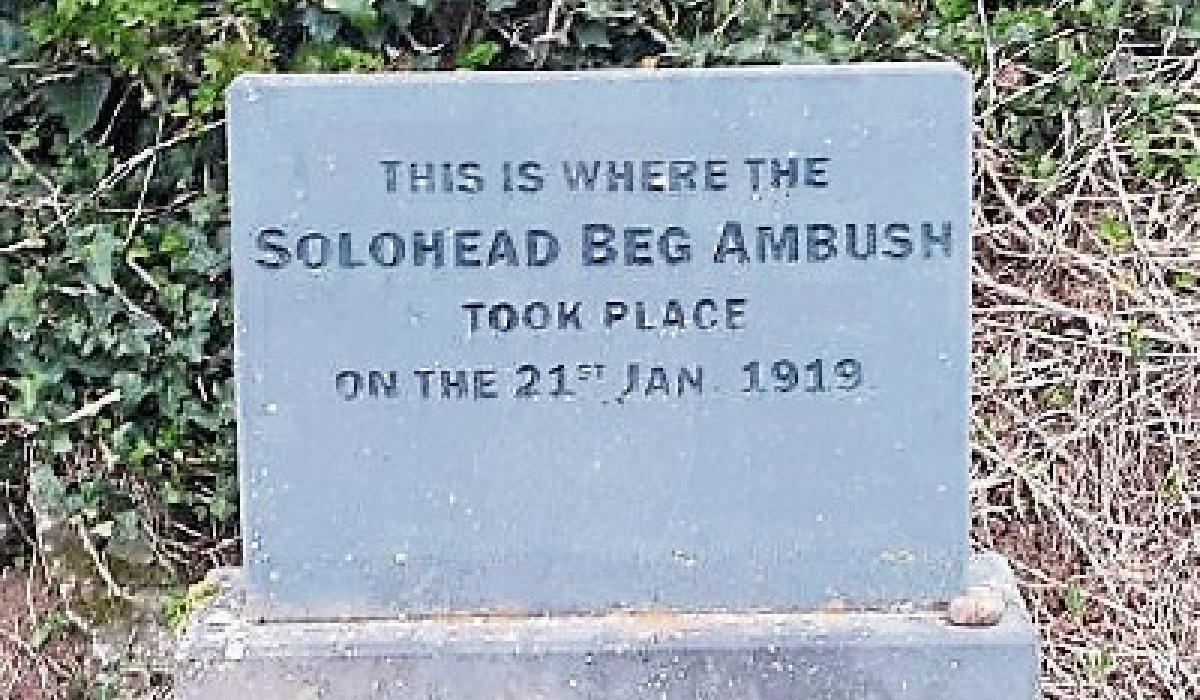 THIS IS WHERE THE
SOLOHEAD BEG AMBUSH
TOOK PLACE
ON THE 21ST JAN. 1919.